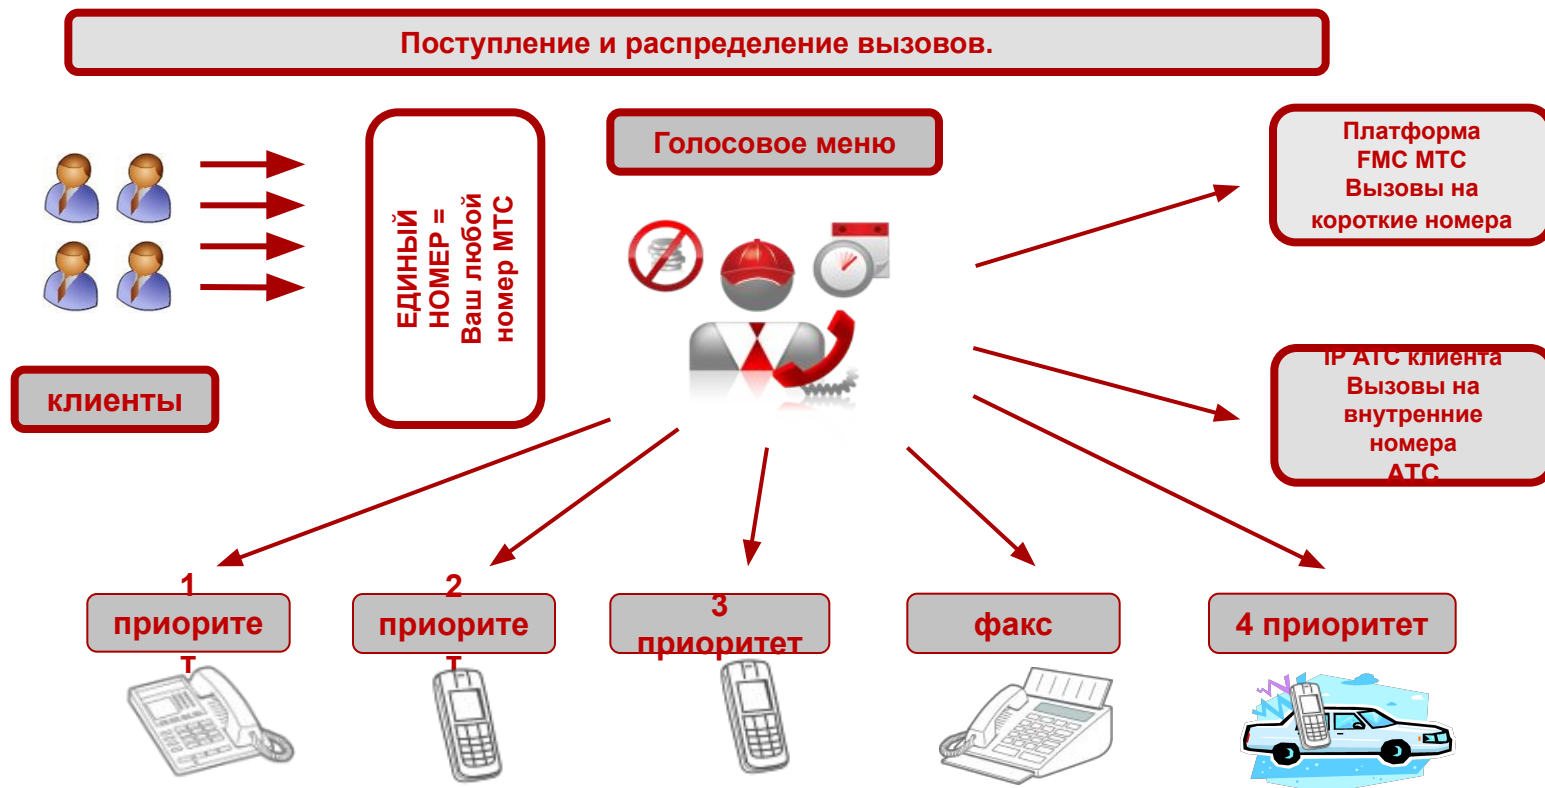 Поступление и распределение вызовов.
Голосовое меню
ЕДИНЫЙ
НОМЕР =
Ваш любой
номер МТС
клиенты
Платформа
FMC МТС
Вызовы на
короткие номера
IP АТС клиента
Вызовы на
внутренние
номера
АТС
1
приорите
т
2
приорите
т
3
приоритет
факс
4 приоритет